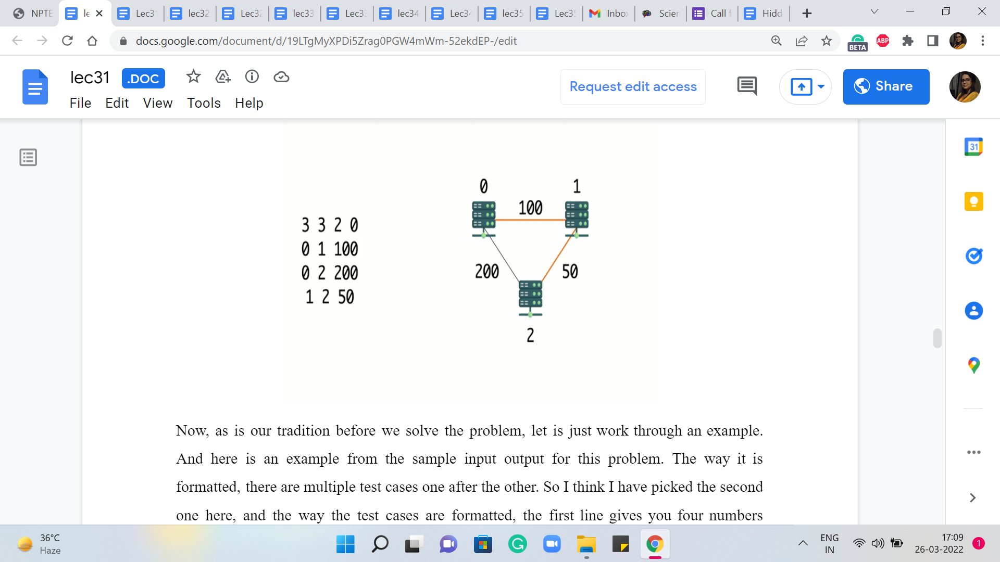 NPTE
le
Lec3
lec32
Lec3
lec33
Lec3
lec34
Lec3
lec35
Lec3
Inbo
Scier
Call
Hidd
docs.google.com/document/d/19LTgMyXPDi5Zrag0PGW4mWm-52ekdEP-/edit
BETA
ABP
lec31 .DOC
Request edit access
Share
File Edit View Tools Help
31
0 1
100
3 3 2 0
0 1 100
0 2 200
1 2 50
200 50
2
Now, as is our tradition before we solve the problem, let is just work through an example.
And here is an example from the sample input output for this problem. The way it is
formatted, there are multiple test cases one after the other. So I think I have picked the second
one here, and the way the test cases are formatted, the first line gives you four numbers
36°C
Haze
ENG
IN
17:09
26-03-2022
1